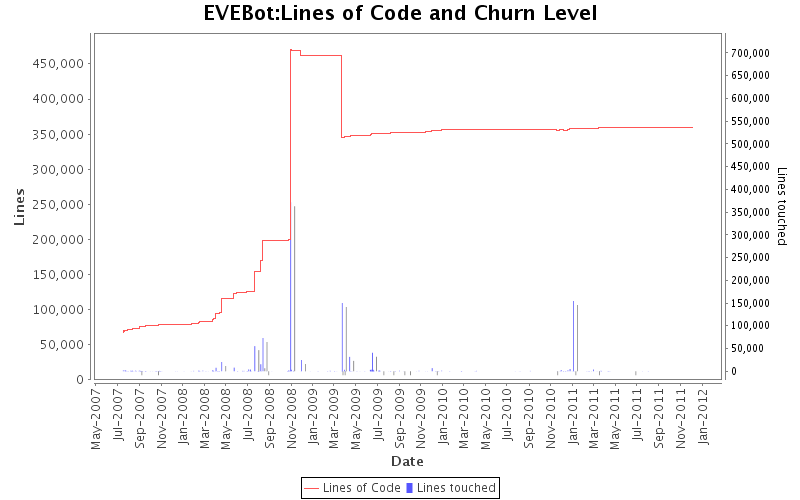 EVEBot:Lines of Code and Churn Level
450,000
400,000
350,000
300,000
250,000
200,000
150,000
100,000
50,000
0
Lines
700,000
650,000
600,000
550,000
500,000
450,000
400,000
350,000
300,000
250,000
200,000
150,000
100,000
50,000
0
Lines touched
May-2007
Jul-2007
Sep-2007
Nov-2007
Jan-2008
Mar-2008
May-2008
Jul-2008
Sep-2008
Nov-2008
Jan-2009
Mar-2009
May-2009
Jul-2009
Sep-2009
Nov-2009
Jan-2010
Mar-2010
May-2010
Jul-2010
Sep-2010
Nov-2010
Jan-2011
Mar-2011
May-2011
Jul-2011
Sep-2011
Nov-2011
Jan-2012
Date
Lines of Code Lines touched